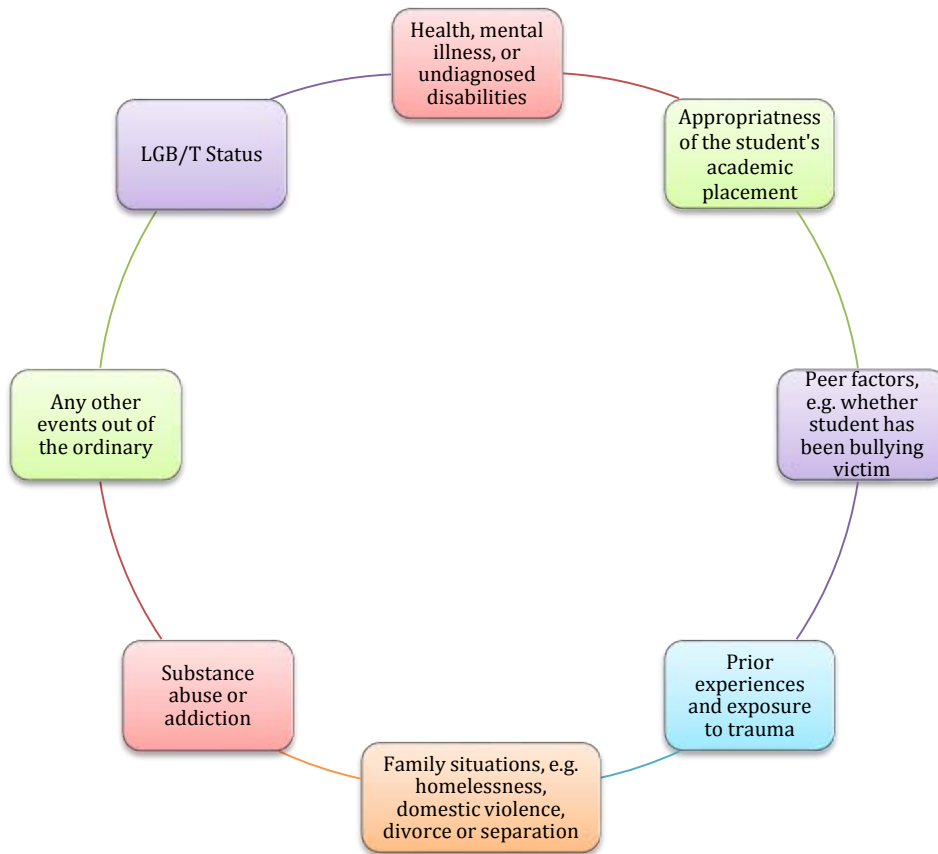 Health, mental
illness, or
undiagnosed
disabilities
Appropriatness
of the student's
academic
placement
Peer factors,
e.g. whether
student has
been bullying
victim
Prior
experiences
and exposure
to trauma
Family situations, e.g.
homelessness,
domestic violence,
divorce or separation
Substance
abuse or
addiction
Any other
events out of
the ordinary
LGB/T Status